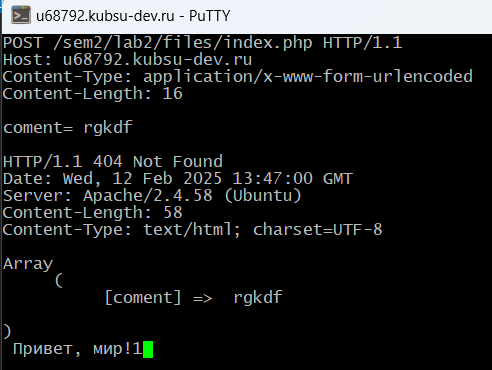 u68792.kubsu-dev.ru - PuTTY
POST /sem2/lab2/files/index.php HTTP/1.1
Host: u68792.kubsu-dev.ru
Content-Type: application/x-www-form-urlencoded
Content-Length: 16

coment= rgkdf

HTTP/1.1 404 Not Found
Date: Wed, 12 Feb 2025 13:47:00 GMT
Server: Apache/2.4.58 (Ubuntu)
Content-Length: 58
Content-Type: text/html; charset=UTF-8

Array
(
[coment] =>  rgkdf

)
Привет, мир!1